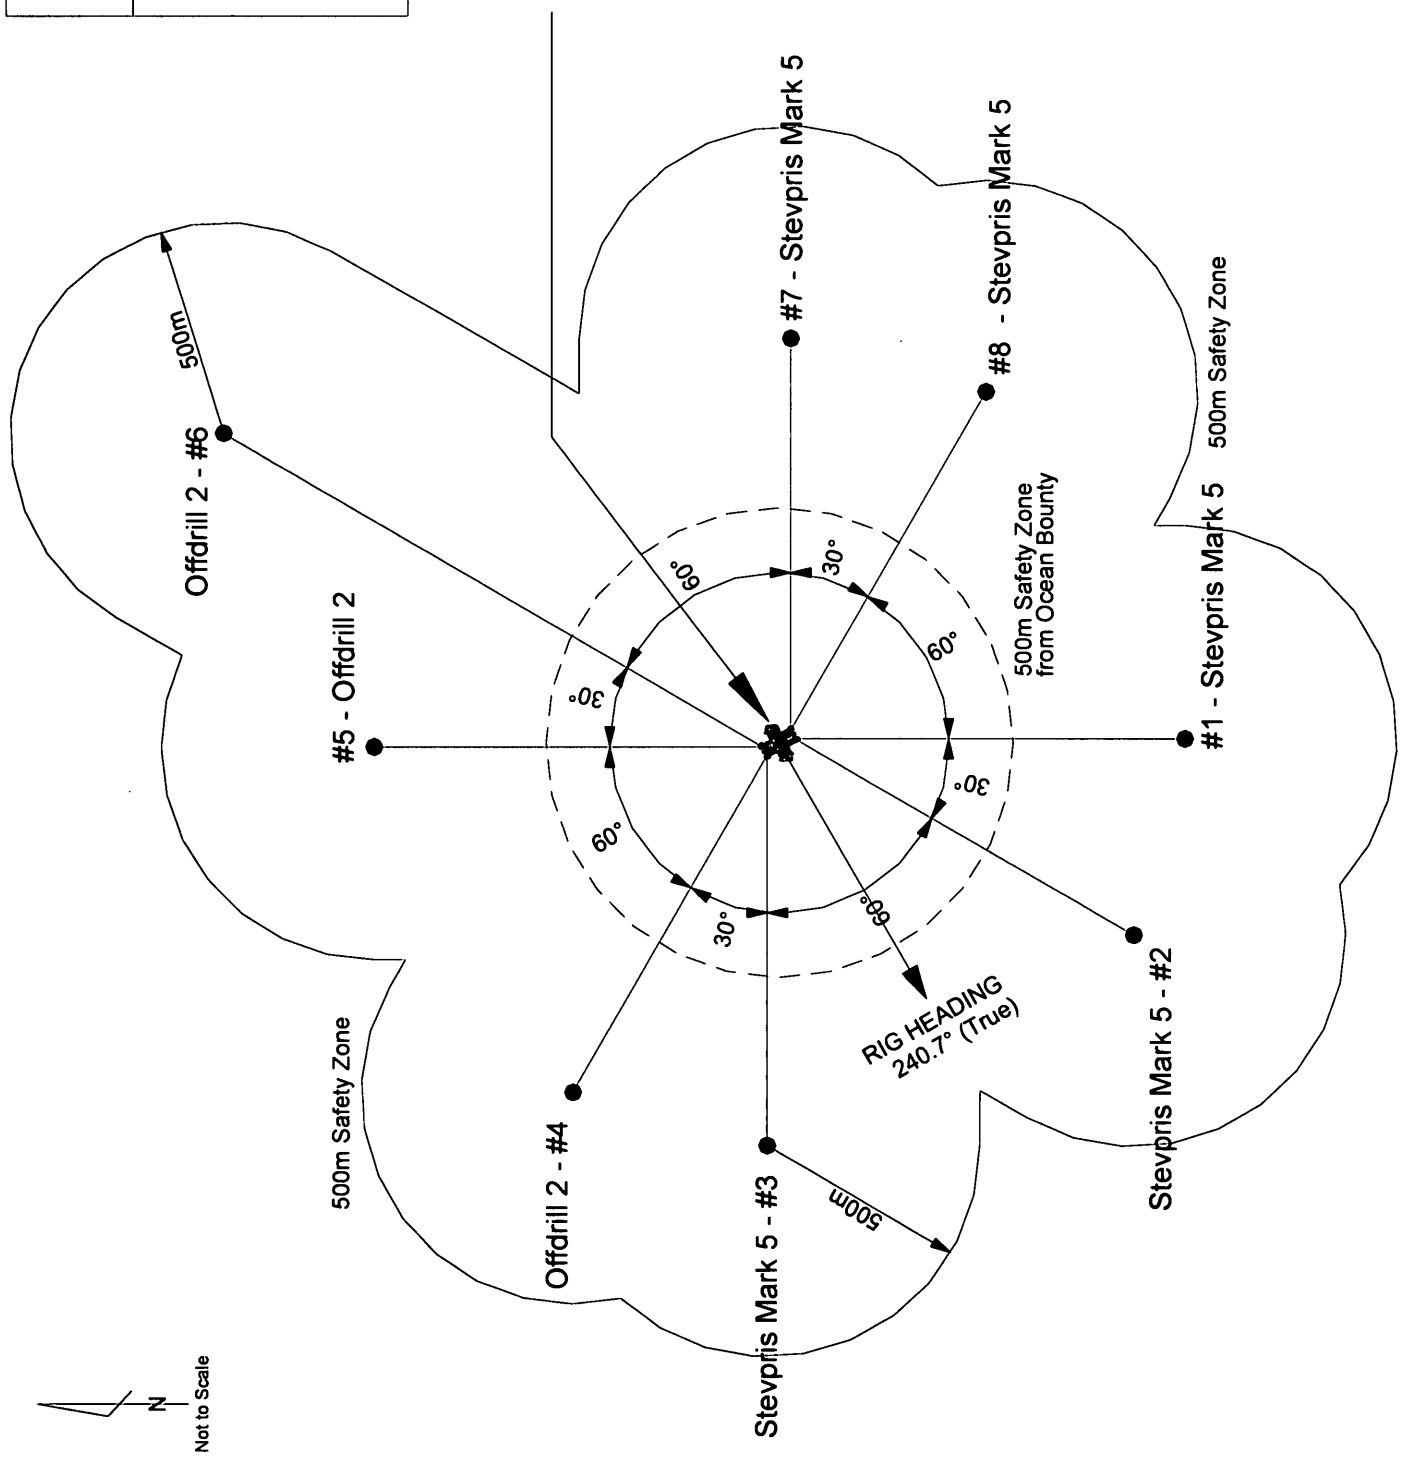 N
Not to Scale
500m
Offdrill 2 - #6
#5 - Offdrill 2
#7 - Stevpris Mark 5
#8 - Stevpris Mark 5
500m Safety Zone
500m Safety Zone
from Ocean Bounty
#1 - Stevpris Mark 5
60°
30°
60°
30°
60°
30°
60°
30°
RIG HEADING
240.7° (True)
Stevpris Mark 5 - #2
500m
Stevpris Mark 5 - #3
Offdrill 2 - #4
500m Safety Zone